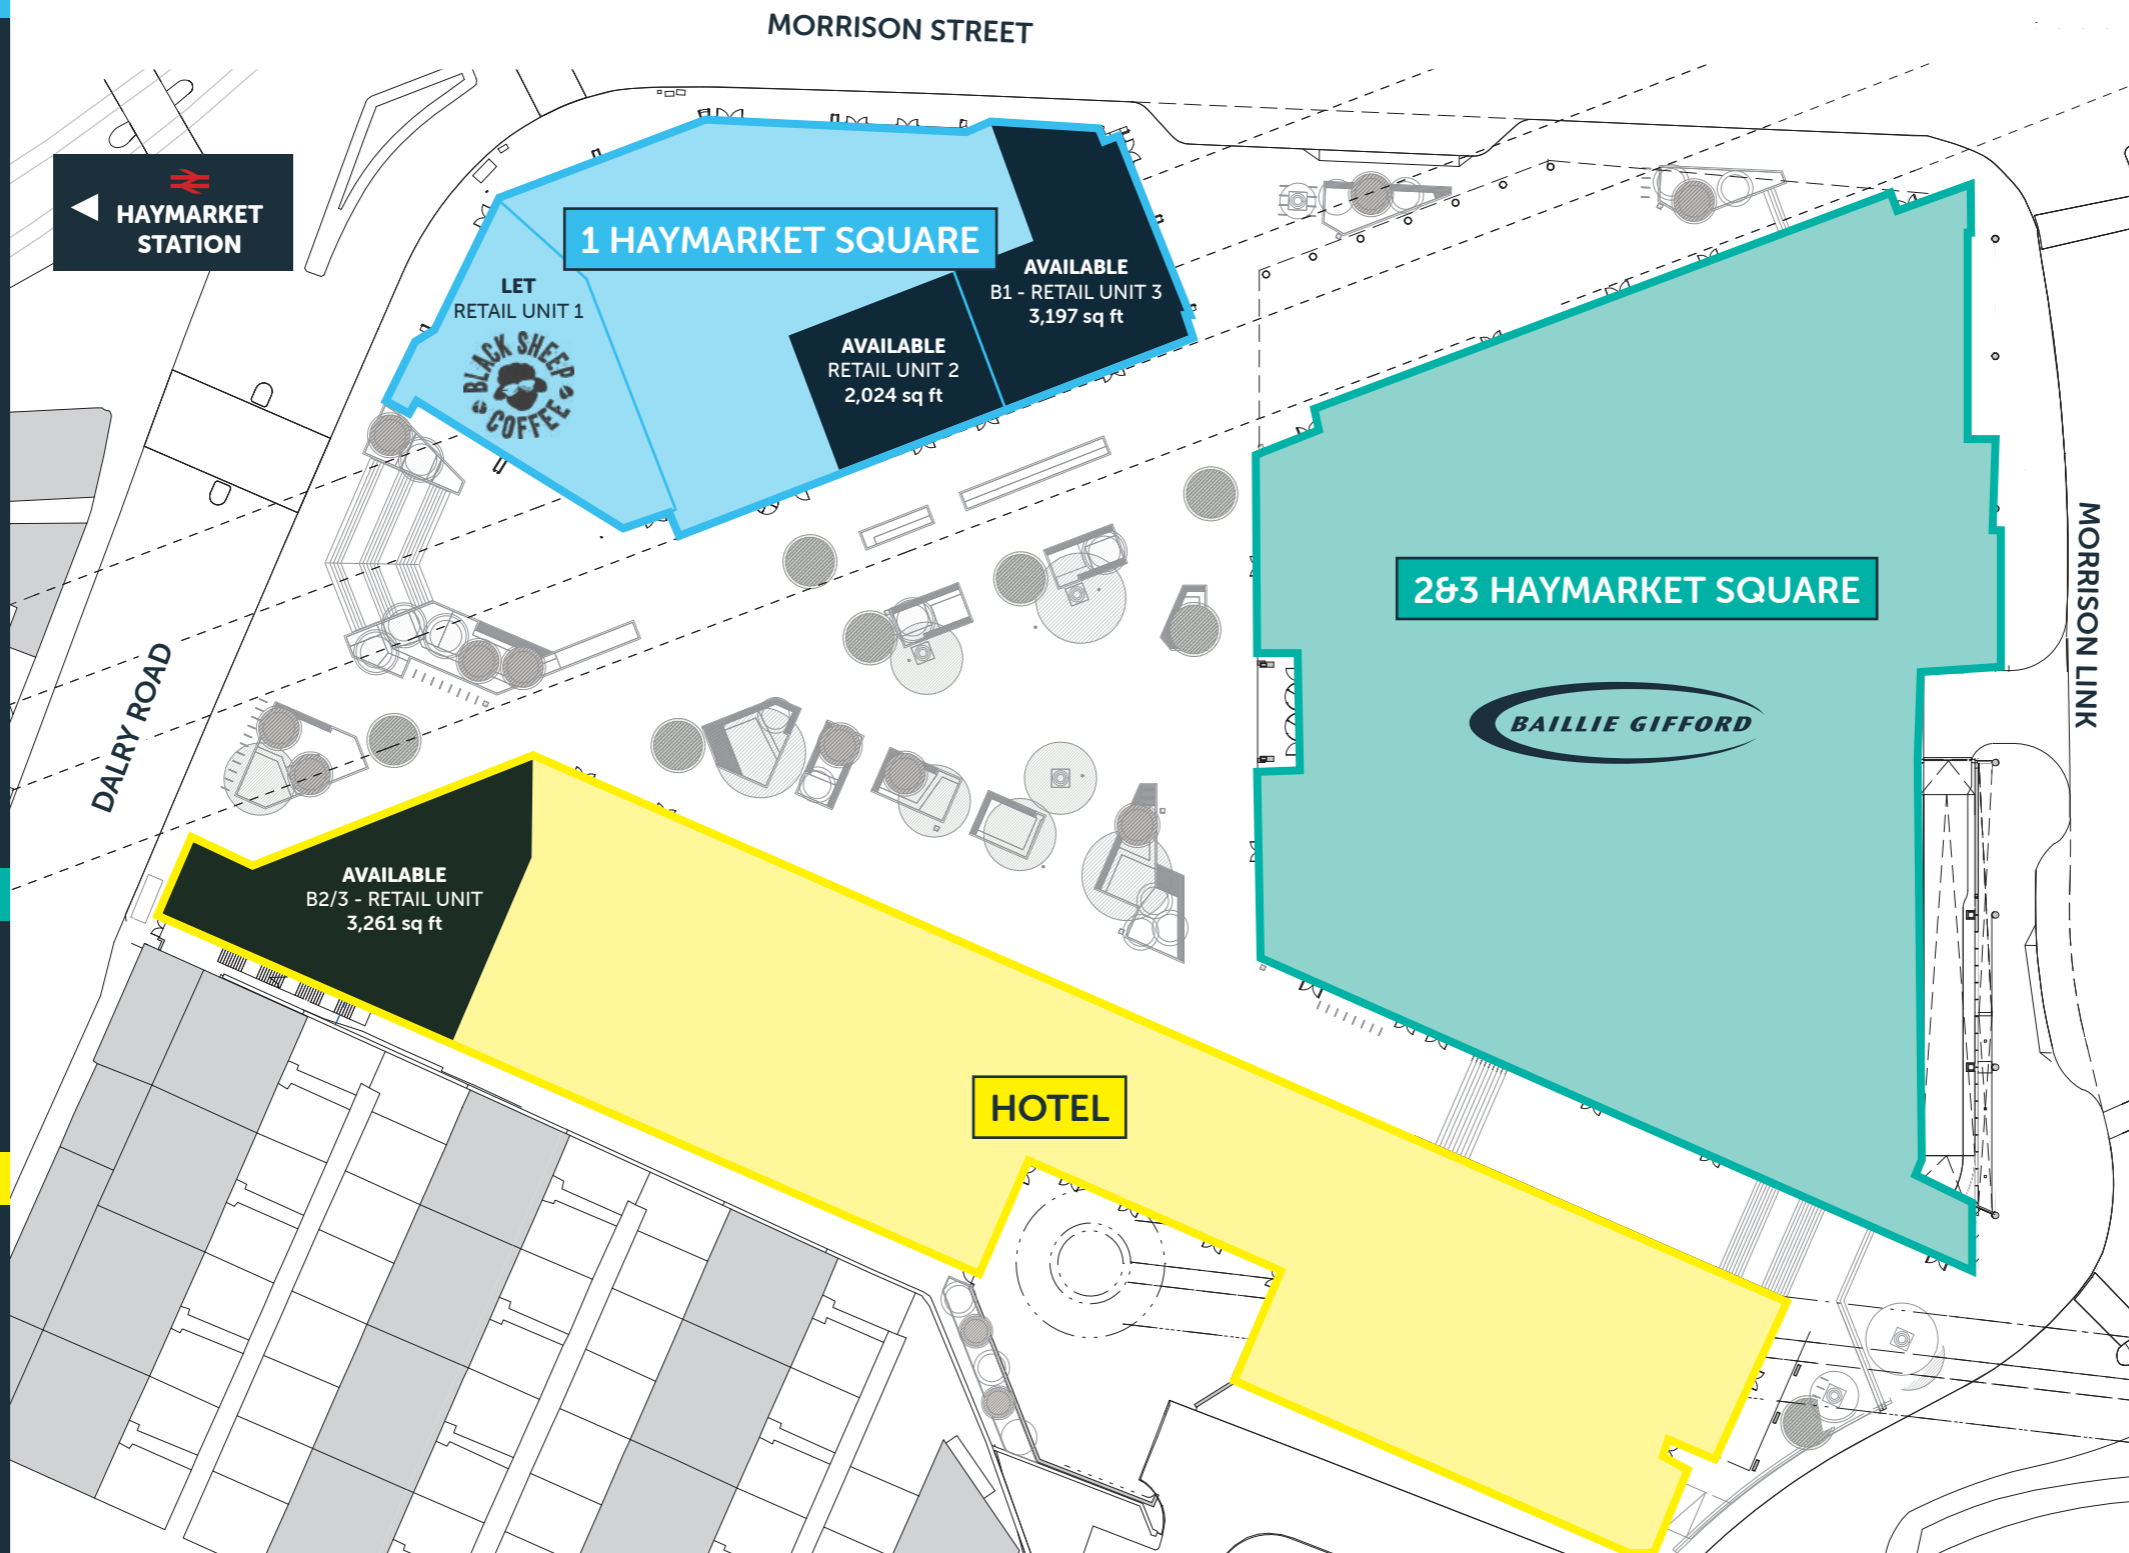 MORRISON STREET
HAYMARKET
STATION
1 HAYMARKET SQUARE
LET
RETAIL UNIT 1
BLACK SHEEP
COFFEE
AVAILABLE
B1 - RETAIL UNIT 3
3,197 sq ft
AVAILABLE
RETAIL UNIT 2
2,024 sq ft
2&3 HAYMARKET SQUARE
BAILLIE GIFFORD
MORRISON LINK
DALRY ROAD
AVAILABLE
B2/3 - RETAIL UNIT
3,261 sq ft
HOTEL